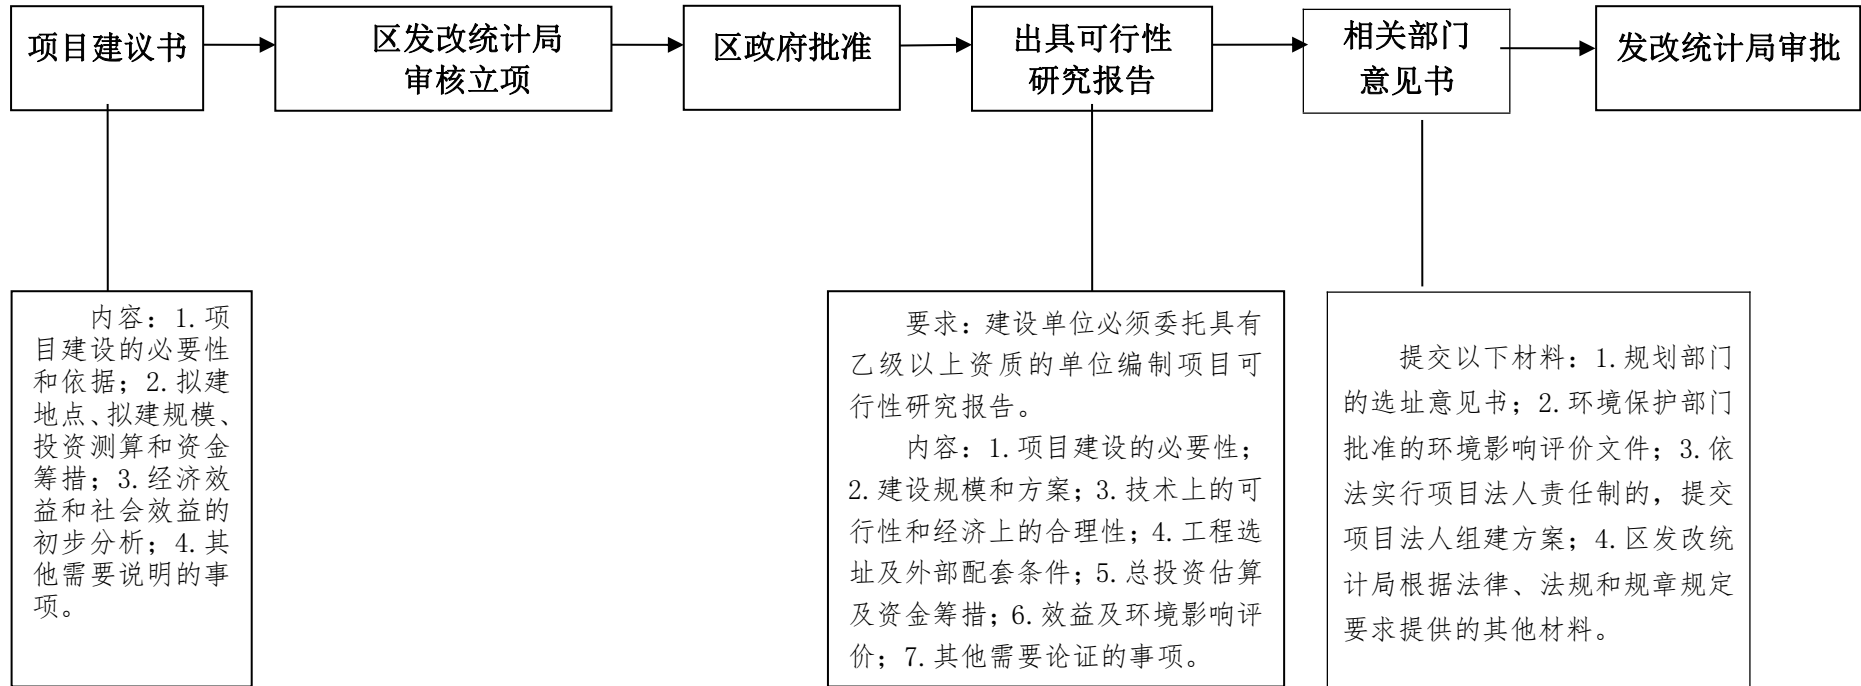 项目建议书
区发改统计局
审核立项
区政府批准
出具可行性
研究报告
相关部门
意见书
发改统计局审批
内容：1.项
目建设的必要性
和依据；2.拟建
地点、拟建规模、
投资测算和资金
筹措；3.经济效
益和社会效益的
初步分析；4.其
他需要说明的事
项。
要求：建设单位必须委托具有
乙级以上资质的单位编制项目可
行性研究报告。
内容：1.项目建设的必要性；
2.建设规模和方案；3.技术上的可
行性和经济上的合理性；4.工程选
址及外部配套条件；5.总投资估算
及资金筹措；6.效益及环境影响评
价；7.其他需要论证的事项。
提交以下材料：1.规划部门
的选址意见书；2.环境保护部门
批准的环境影响评价文件；3.依
法实行项目法人责任制的，提交
项目法人组建方案；4.区发改统
计局根据法律、法规和规章规定
要求提供的其他材料。